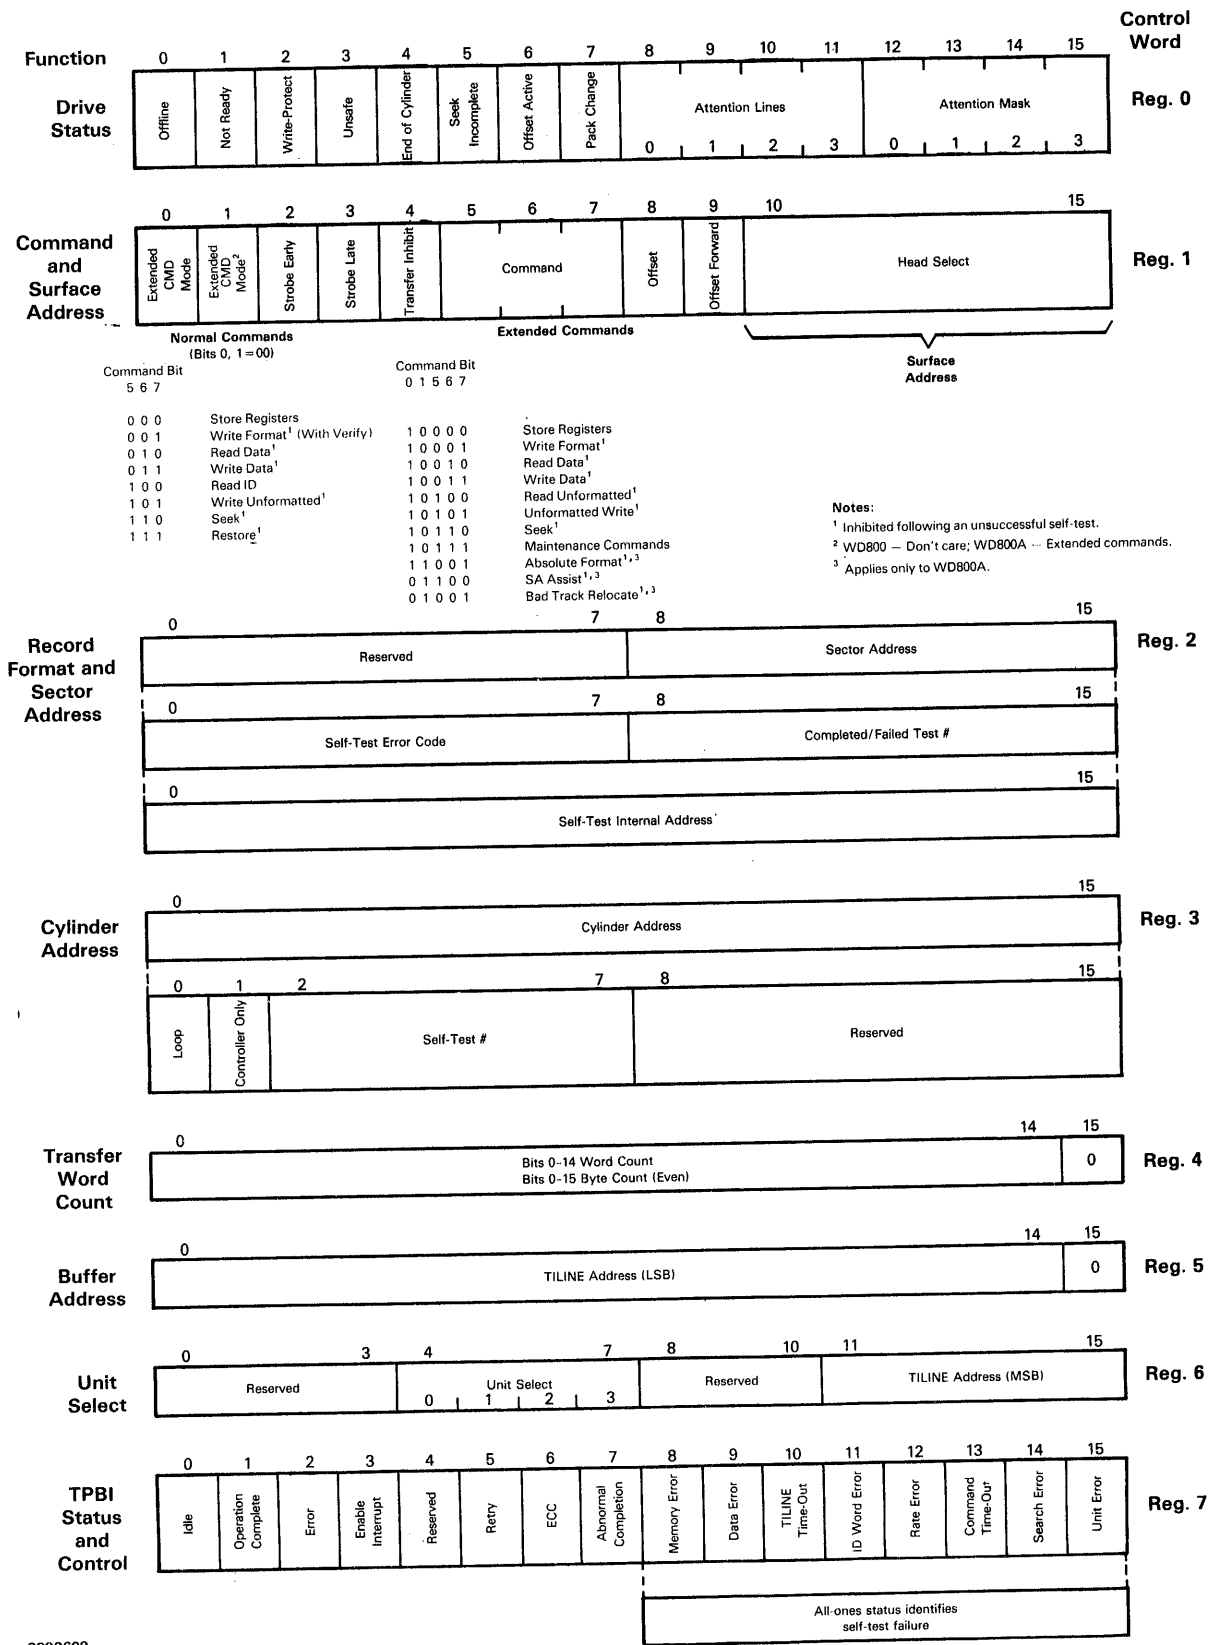 Control
Word
Function 0 1 2 3 4 5 6 7 8 9 10 11 12 13 14 15
Drive
Status
Offline
Not Ready
Write-Protect
Unsafe
End of Cylinder
Seek
Incomplete
Offset Active
Pack Change
Attention Lines
0 1 2 3
Attention Mask
0 1 2 3
Reg. 0
0 1 2 3 4 5 6 7 8 9 10 15
Command
and
Surface
Address
Extended
CMD
Mode
Extended
CMD
Mode²
Strobe Early
Strobe Late
Transfer Inhibit
Command
Offset
Offset Forward
Head Select
Reg. 1
Normal Commands
(Bits 0, 1=00)
Extended Commands
Surface
Address
Command Bit
5 6 7
0 0 0 Store Registers
0 0 1 Write Format¹ (With Verify)
0 1 0 Read Data¹
0 1 1 Write Data¹
1 0 0 Read ID
1 0 1 Write Unformatted¹
1 1 0 Seek¹
1 1 1 Restore¹
Command Bit
0 1 5 6 7
1 0 0 0 0 Store Registers
1 0 0 0 1 Write Format¹
1 0 0 1 0 Read Data¹
1 0 0 1 1 Write Data¹
1 0 1 0 0 Read Unformatted¹
1 0 1 0 1 Unformatted Write¹
1 0 1 1 0 Seek¹
1 0 1 1 1 Maintenance Commands
1 1 0 0 1 Absolute Format¹,³
0 1 1 0 0 SA Assist¹,³
0 1 0 0 1 Bad Track Relocate¹,³
Notes:
¹ Inhibited following an unsuccessful self-test.
² WD800 — Don't care; WD800A — Extended commands.
³ Applies only to WD800A.
Record
Format and
Sector
Address
0 7 8 15
Reserved
Sector Address
Reg. 2
0 7 8 15
Self-Test Error Code
Completed/Failed Test #
0 15
Self-Test Internal Address
Cylinder
Address
0 15
Cylinder Address
Reg. 3
0 1 2 7 8 15
Loop
Controller Only
Self-Test #
Reserved
Transfer
Word
Count
0 14 15
Bits 0-14 Word Count
Bits 0-15 Byte Count (Even)
0
Reg. 4
Buffer
Address
0 14 15
TILINE Address (LSB)
0
Reg. 5
Unit
Select
0 3 4 7 8 10 11 15
Reserved
Unit Select
0 1 2 3
Reserved
TILINE Address (MSB)
Reg. 6
TPBI
Status
and
Control
0 1 2 3 4 5 6 7 8 9 10 11 12 13 14 15
Idle
Operation
Complete
Error
Enable
Interrupt
Reserved
Retry
ECC
Abnormal
Completion
Memory Error
Data Error
TILINE
Time-Out
ID Word Error
Rate Error
Command
Time-Out
Search Error
Unit Error
Reg. 7
All-ones status identifies
self-test failure